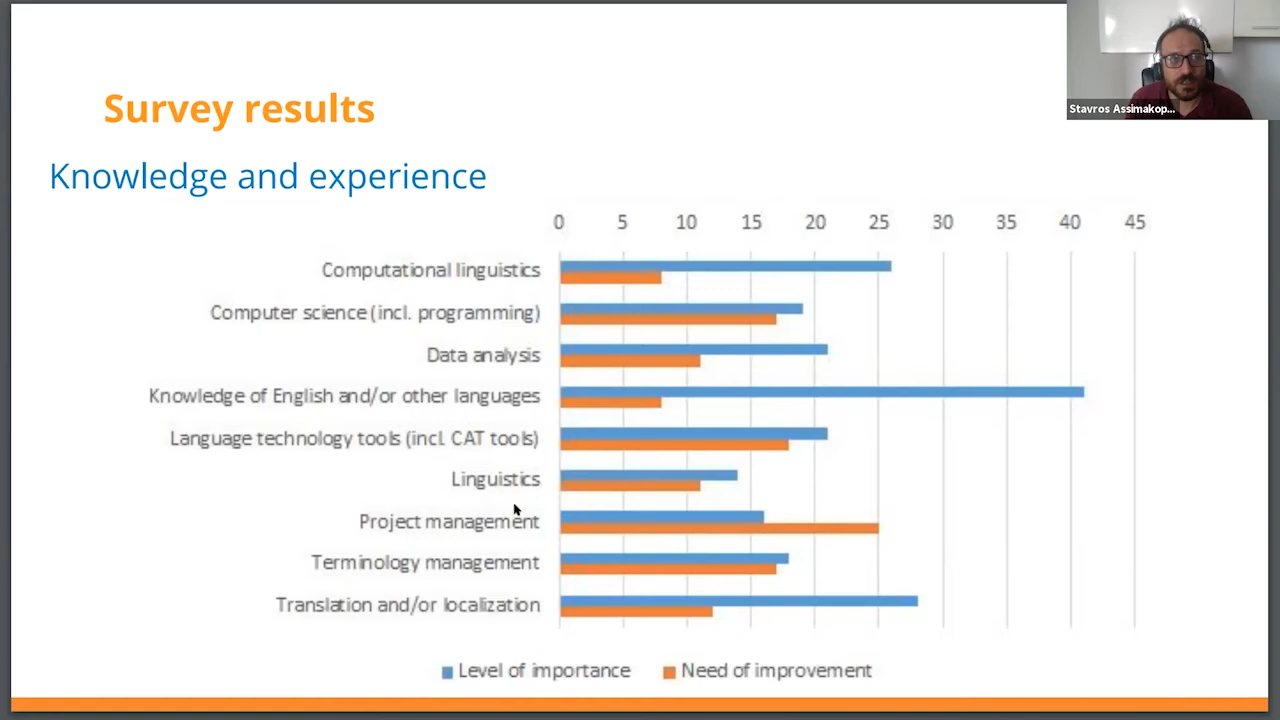 Stavros Assimakop...
Survey results
Knowledge and experience
0 5 10 15 20 25 30 35 40 45
Computational linguistics
Computer science (incl. programming)
Data analysis
Knowledge of English and/or other languages
Language technology tools (incl. CAT tools)
Linguistics
Project management
Terminology management
Translation and/or localization
Level of importance Need of improvement